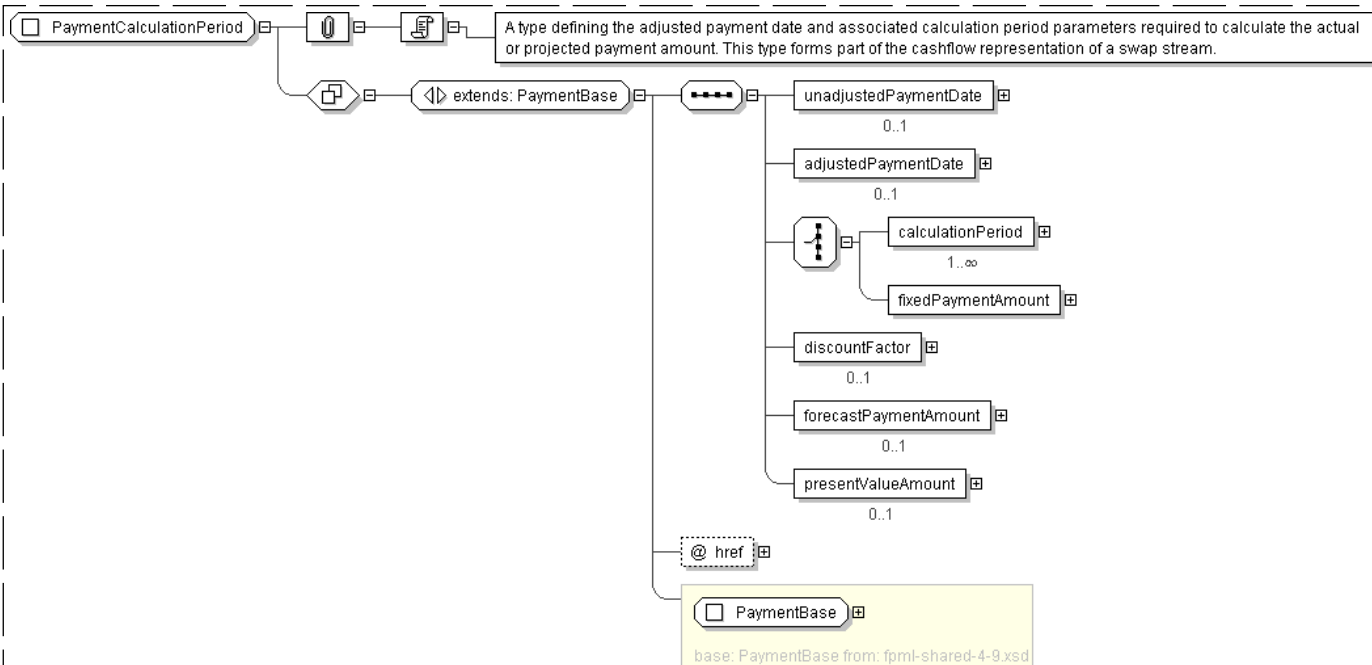 PaymentCalculationPeriod
A type defining the adjusted payment date and associated calculation period parameters required to calculate the actual
or projected payment amount. This type forms part of the cashflow representation of a swap stream.
extends: PaymentBase
unadjustedPaymentDate
0..1
adjustedPaymentDate
0..1
calculationPeriod
1..∞
fixedPaymentAmount
discountFactor
0..1
forecastPaymentAmount
0..1
presentValueAmount
0..1
@ href
PaymentBase
base: PaymentBase from: fpml-shared-4-9.xsd